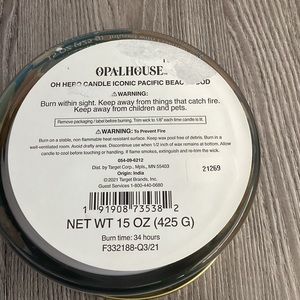 OPALHOUSE™
OH HERO CANDLE ICONIC PACIFIC BEACHWOOD
⚠WARNING:
Burn within sight. Keep away from things that catch fire.
Keep away from children and pets.
Remove packaging / label before burning. Trim wick to 1/8" each time candle is lit.
⚠WARNING: To Prevent Fire
Burn on a stable, non-flammable heat resistant surface. Keep wax pool free of debris. Burn in a
well-ventilated room. Avoid drafty areas. Discontinue use when 1/2 inch of wax remains at bottom. Allow
candle to cool before touching or handling. If flame smokes, extinguish and re-trim the wick.
054-09-6212
Dist. by Target Corp., Mpls., MN 55403
Origin: India
©2021 Target Brands, Inc.
Guest Services 1-800-440-0680
21269
1 91908 73538 2
NET WT 15 OZ (425 G)
Burn time: 34 hours
F332188-Q3/21